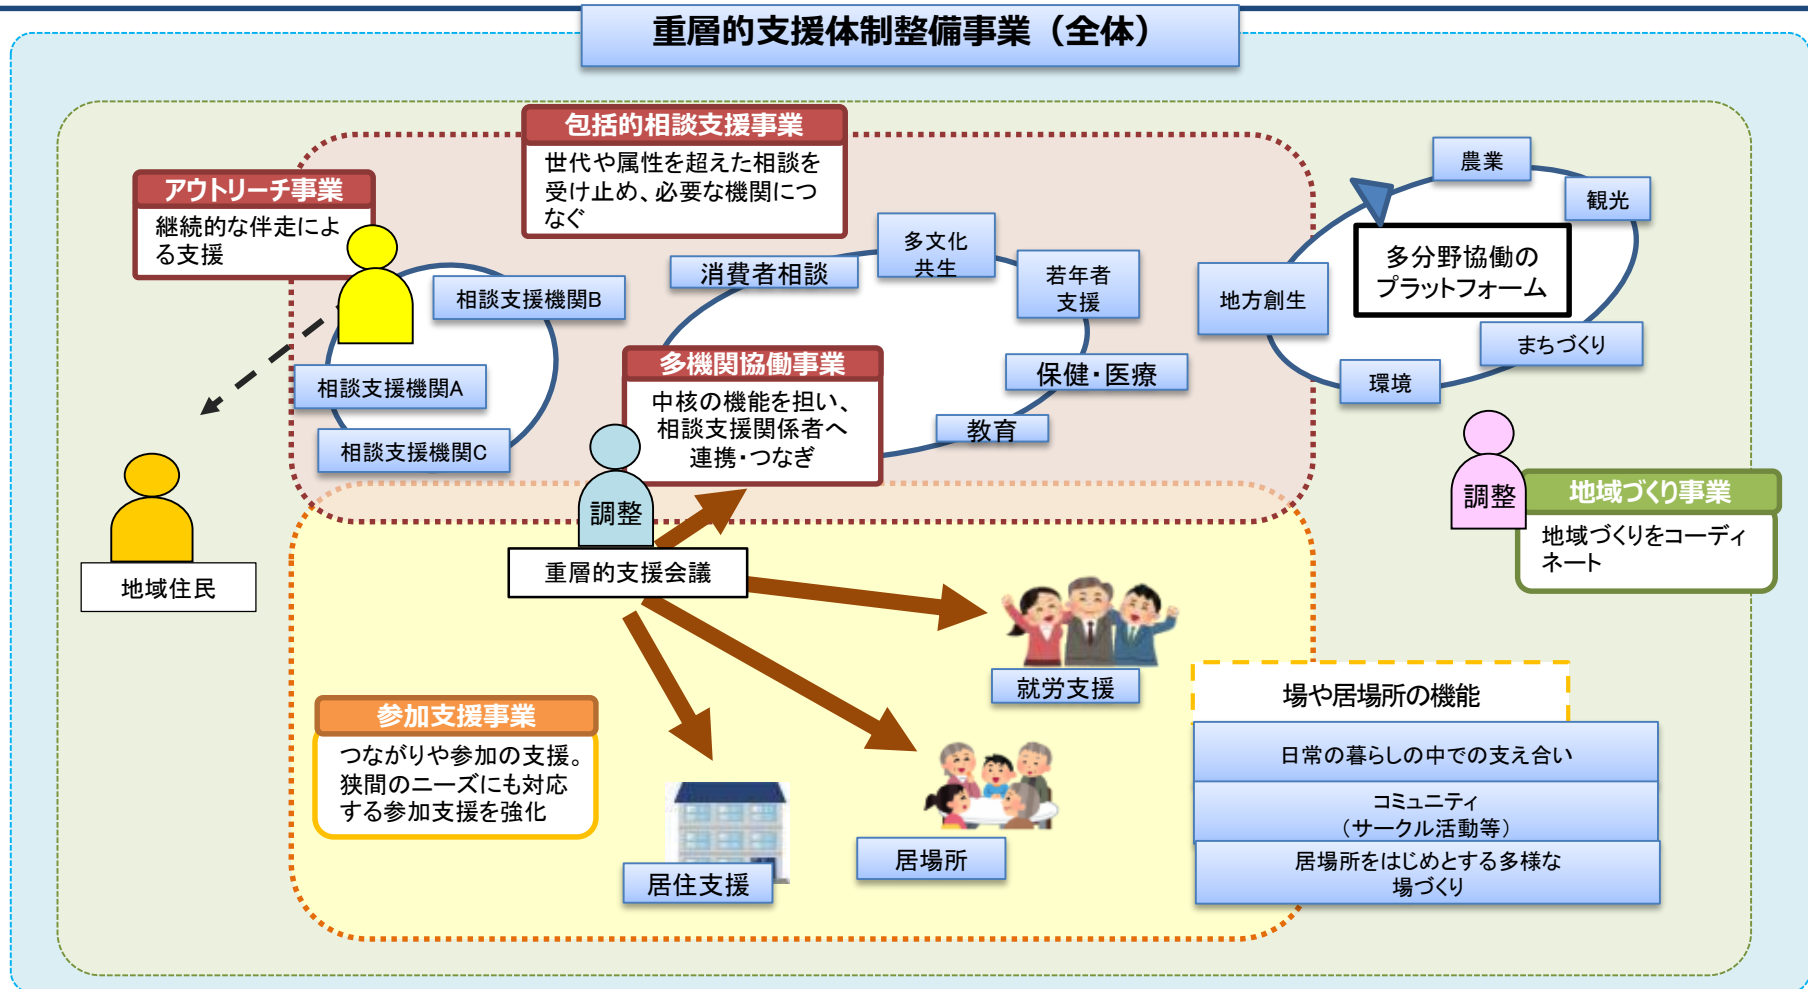 重層的支援体制整備事業（全体）
包括的相談支援事業
世代や属性を超えた相談を
受け止め、必要な機関につ
なぐ
アウトリーチ事業
継続的な伴走によ
る支援
相談支援機関B
相談支援機関A
相談支援機関C
消費者相談
多文化
共生
若年者
支援
保健・医療
教育
多機関協働事業
中核の機能を担い、
相談支援関係者へ
連携・つなぎ
調整
重層的支援会議
地域住民
農業
観光
多分野協働の
プラットフォーム
地方創生
まちづくり
環境
調整
地域づくり事業
地域づくりをコーディ
ネート
参加支援事業
つながりや参加の支援。
狭間のニーズにも対応
する参加支援を強化
就労支援
居場所
居住支援
場や居場所の機能
日常の暮らしの中での支え合い
コミュニティ
（サークル活動等）
居場所をはじめとする多様な
場づくり